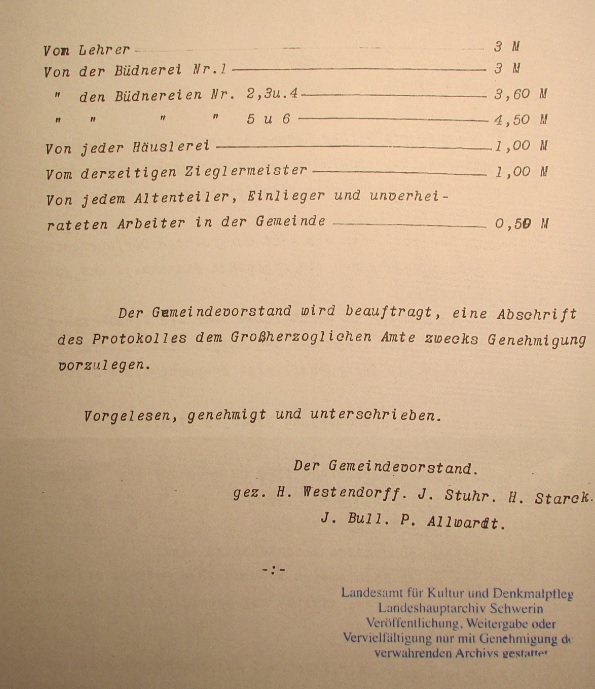 Vom Lehrer 3 M
Von der Büdnerei Nr.1 3 M
" den Büdnereien Nr. 2,3u.4 3,60 M
" " " " 5 u 6 4,50 M
Von jeder Häuslerei 1,00 M
Vom derzeitigen Zieglermeister 1,00 M
Von jedem Altenteiler, Einlieger und unverhei-
rateten Arbeiter in der Gemeinde 0,50 M
Der Gemeindevorstand wird beauftragt, eine Abschrift
des Protokolles dem Großherzoglichen Amte zwecks Genehmigung
vorzulegen.
Vorgelesen, genehmigt und unterschrieben.
Der Gemeindevorstand.
gez. H. Westendorff. J. Stuhr. H. Starck.
J. Bull. P. Allwardt.
-:-
Landesamt für Kultur und Denkmalpfleg
Landeshauptarchiv Schwerin
Veröffentlichung, Weitergabe oder
Vervielfältigung nur mit Genehmigung de
verwahrenden Archivs gestattet